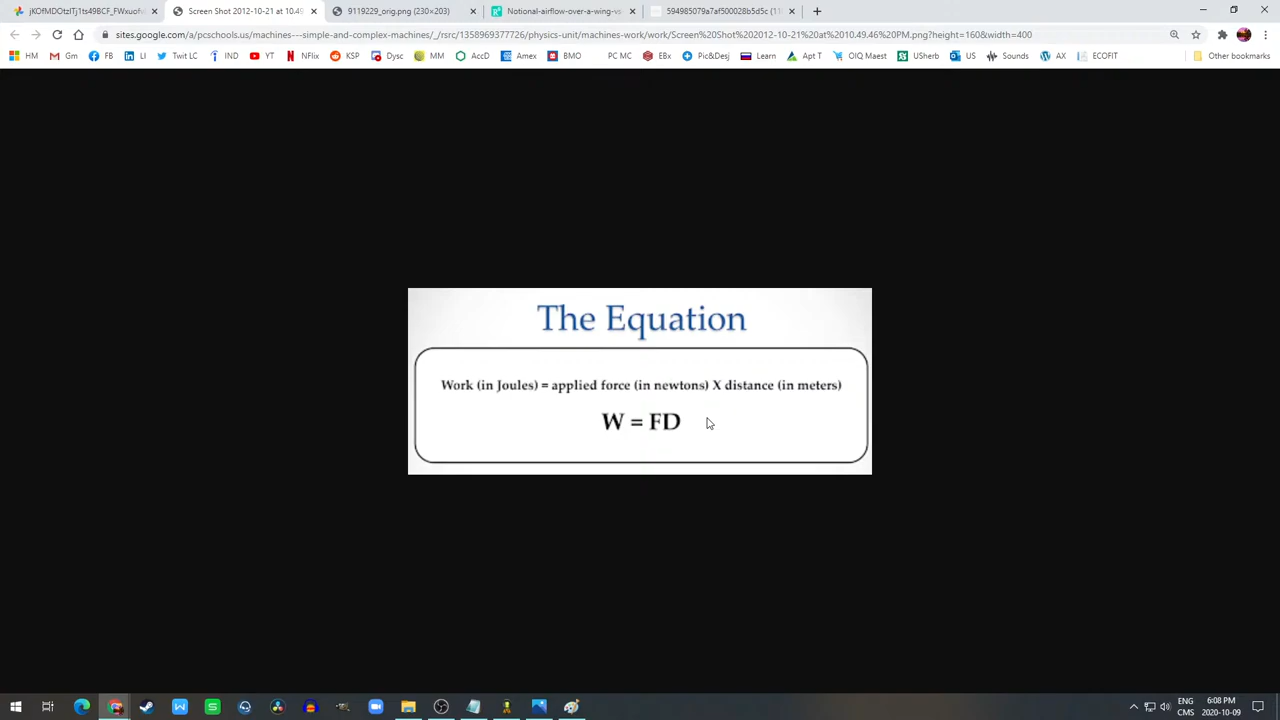 jKOfMDOtzITj1ts49BCF_FWxuofw
Screen Shot 2012-10-21 at 10.49
9119229_orig.png (230×203)
Notional-airflow-over-a-wing-vs
594985079a7af500028b5d5c (11
sites.google.com/a/pcschools.us/machines---simple-and-complex-machines/_/rsrc/1358969377726/physics-unit/machines-work/work/Screen%20Shot%202012-10-21%20at%2010.49.46%20PM.png?height=160&width=400
HM Gm FB LI Twit LC IND YT NFlix KSP Dysc MM AccD Amex BMO PC MC EBx Pic&Desj Learn Apt T OIQ Maest USherb US Sounds AX ECOFIT Other bookmarks
The Equation
Work (in Joules) = applied force (in newtons) X distance (in meters)
W = FD
ENG 6:08 PM
CMS 2020-10-09